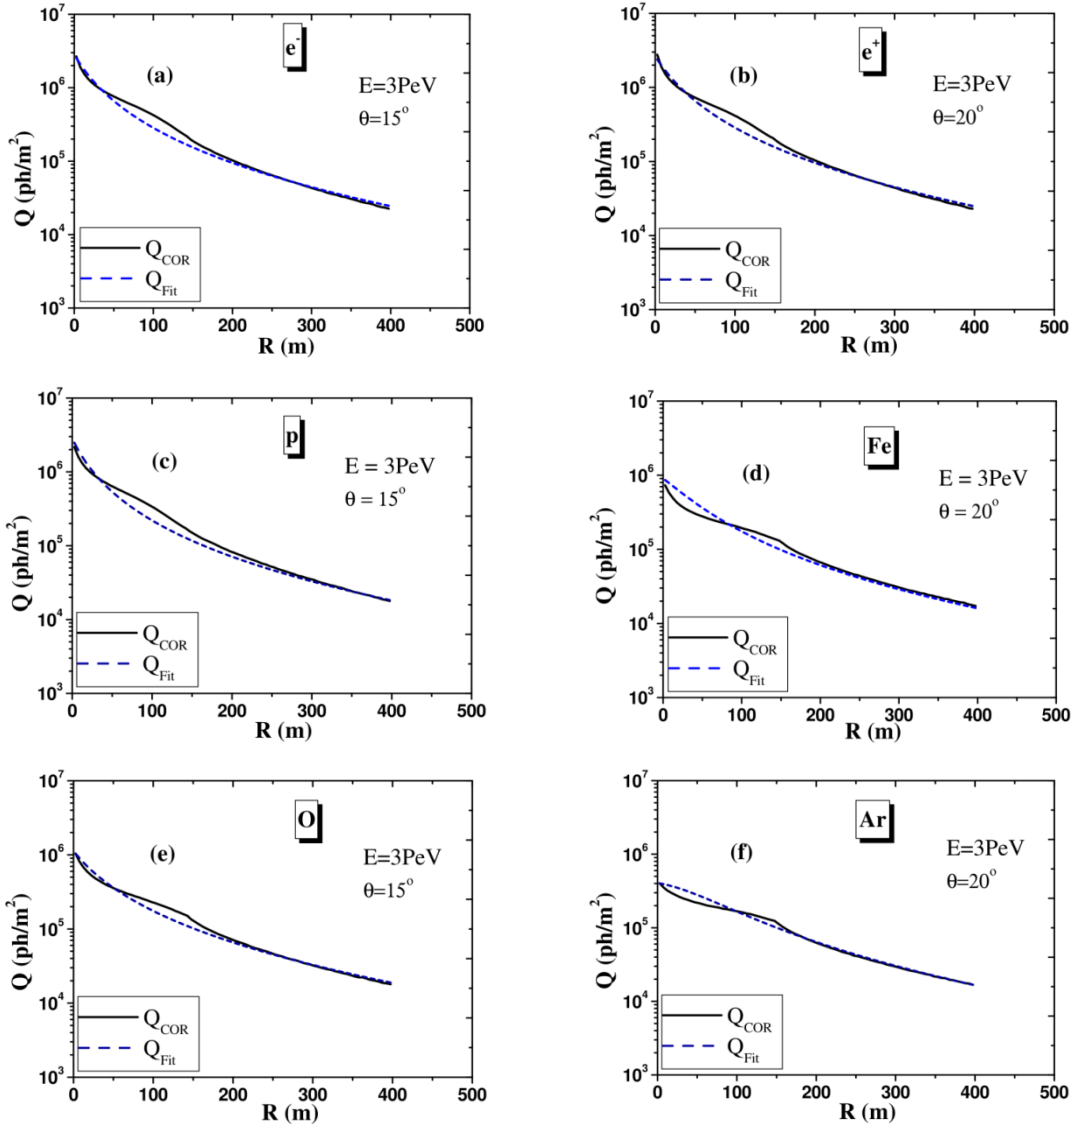 10^7
10^6
10^5
10^4
10^3
Q (ph/m^2)
e^-
(a)
E=3PeV
θ=15^o
Q_COR
Q_Fit
0 100 200 300 400 500
R (m)
10^7
10^6
10^5
10^4
10^3
Q (ph/m^2)
e^+
(b)
E=3PeV
θ=20^o
Q_COR
Q_Fit
0 100 200 300 400 500
R (m)
10^7
10^6
10^5
10^4
10^3
Q (ph/m^2)
p
(c)
E = 3PeV
θ = 15^o
Q_COR
Q_Fit
0 100 200 300 400 500
R (m)
10^7
10^6
10^5
10^4
10^3
Q (ph/m^2)
Fe
(d)
E = 3PeV
θ = 20^o
Q_COR
Q_Fit
0 100 200 300 400 500
R (m)
10^7
10^6
10^5
10^4
10^3
Q (ph/m^2)
O
(e)
E=3PeV
θ=15^o
Q_COR
Q_Fit
0 100 200 300 400 500
R (m)
10^7
10^6
10^5
10^4
10^3
Q (ph/m^2)
Ar
(f)
E=3PeV
θ=20^o
Q_COR
Q_Fit
0 100 200 300 400 500
R (m)